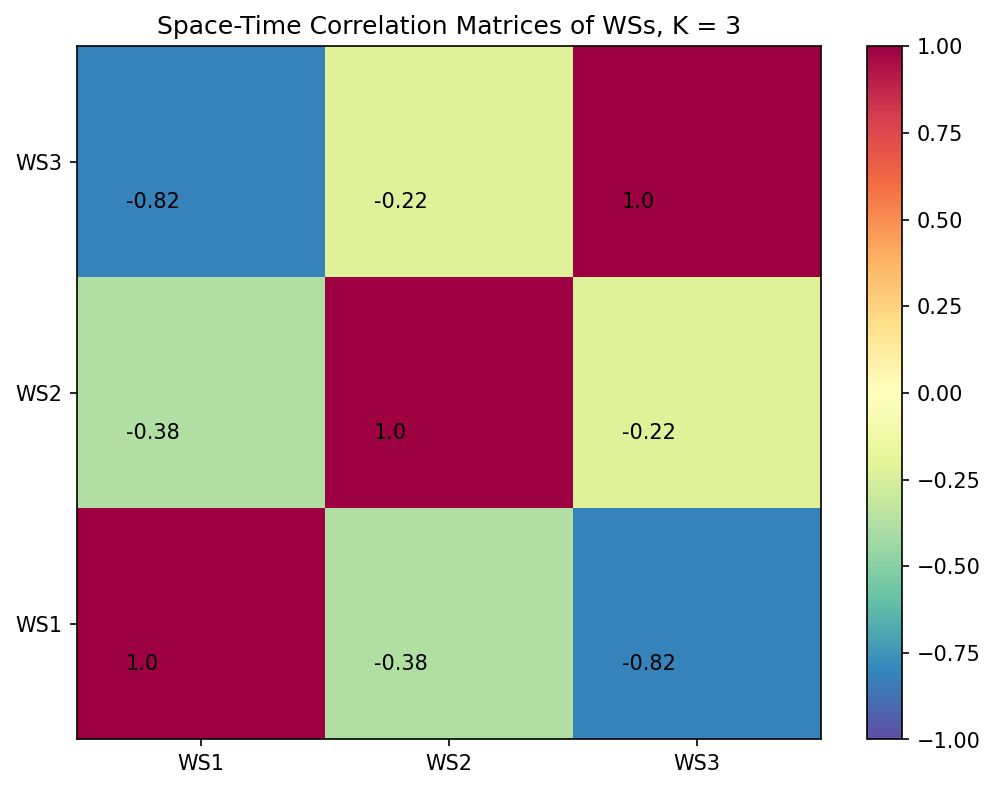 Space-Time Correlation Matrices of WSs, K = 3
WS3
-0.82 -0.22 1.0
WS2
-0.38 1.0 -0.22
WS1
1.0 -0.38 -0.82
WS1 WS2 WS3
1.00
0.75
0.50
0.25
0.00
−0.25
−0.50
−0.75
−1.00